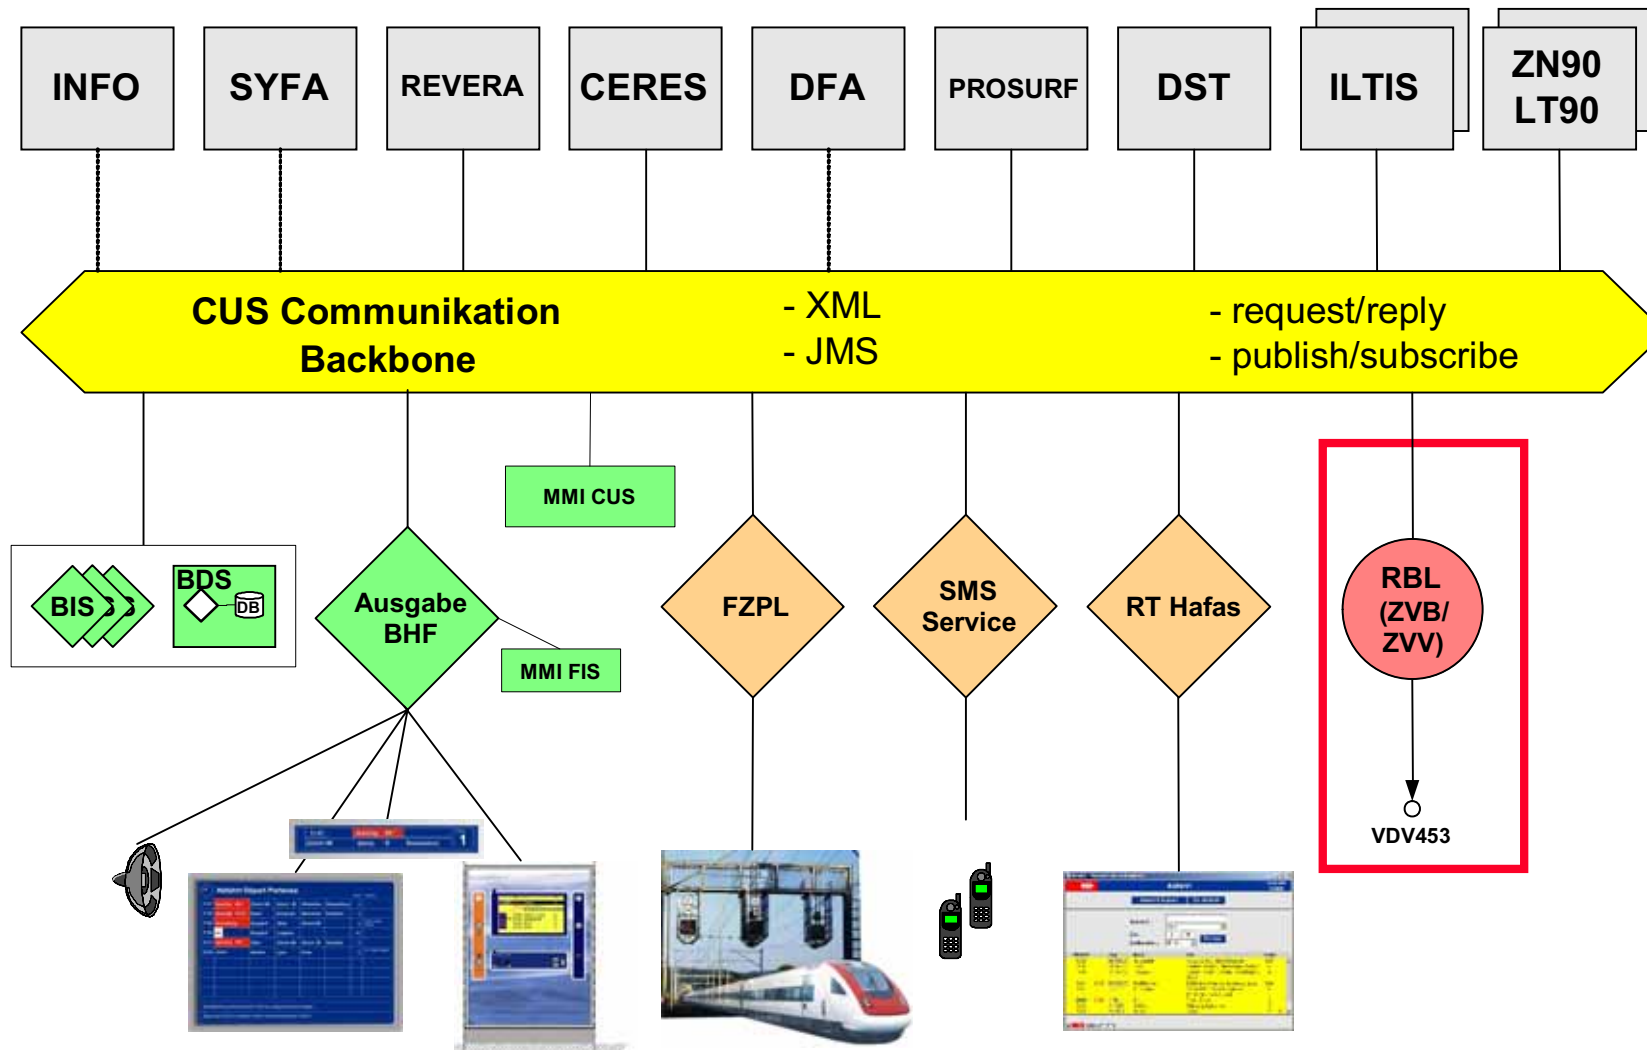 INFO
SYFA
REVERA
CERES
DFA
PROSURF
DST
ILTIS
ZN90
LT90
CUS Communikation
Backbone
- XML
- JMS
- request/reply
- publish/subscribe
MMI CUS
BIS
S
S
BDS
DB
Ausgabe
BHF
MMI FIS
FZPL
SMS
Service
RT Hafas
RBL
(ZVB/
ZVV)
VDV453
1